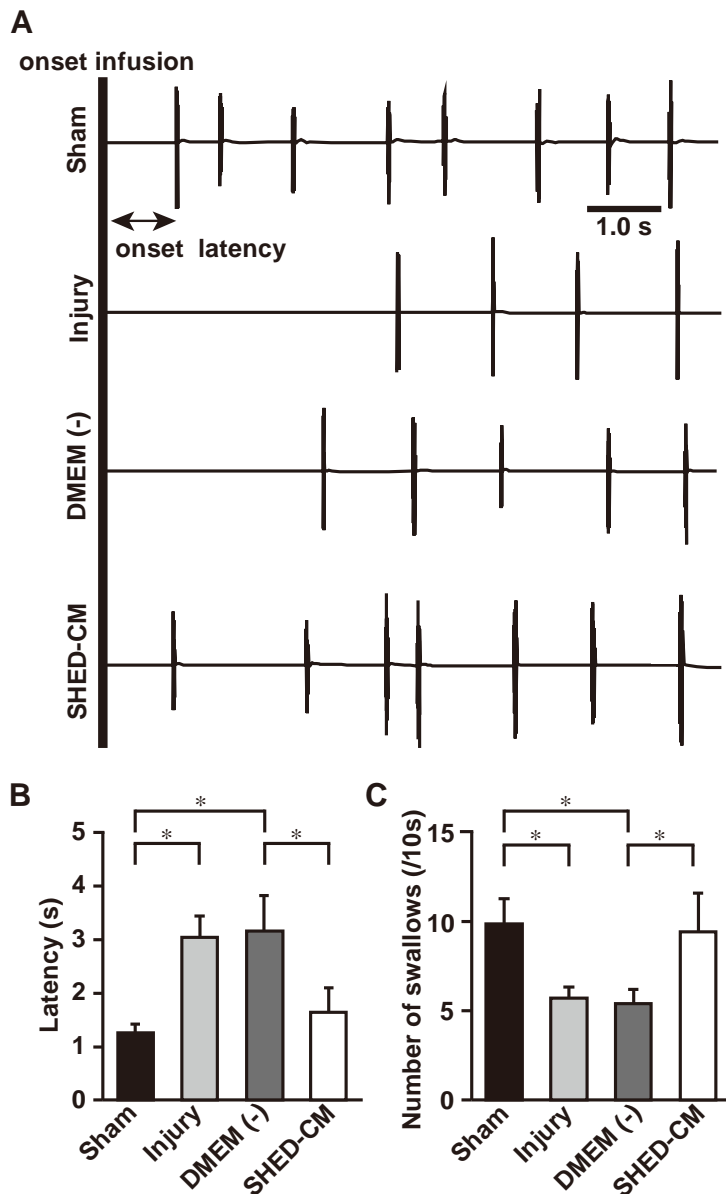 A
onset infusion
Sham
1.0 s
onset latency
Injury
DMEM (-)
SHED-CM
B
*
*
*
5
4
3
2
1
0
Latency (s)
Sham
Injury
DMEM (-)
SHED-CM
C
*
*
*
15
10
5
0
Number of swallows (/10s)
Sham
Injury
DMEM (-)
SHED-CM